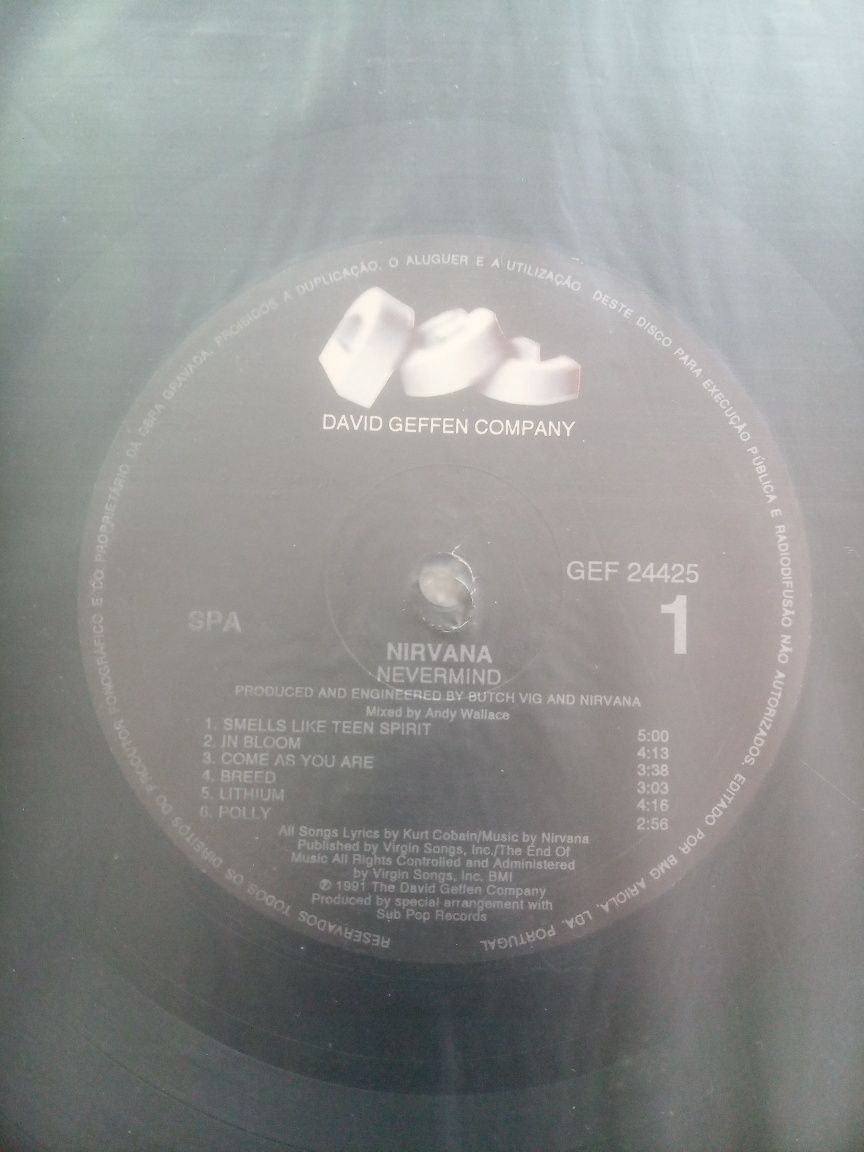 RESERVADOS TODOS OS DIREITOS DO PRODUTOR FONOGRÁFICO E DO PROPRIETÁRIO DA OBRA GRAVADA. PROIBIDOS A DUPLICAÇÃO, O ALUGUER E A UTILIZAÇÃO DESTE DISCO PARA EXECUÇÃO PÚBLICA E RADIODIFUSÃO NÃO AUTORIZADOS. EDITADO POR BMG ARIOLA, LDA. PORTUGAL
DGC
DAVID GEFFEN COMPANY
GEF 24425
1
SPA
NIRVANA
NEVERMIND
PRODUCED AND ENGINEERED BY BUTCH VIG AND NIRVANA
Mixed by Andy Wallace
1. SMELLS LIKE TEEN SPIRIT 5:00
2. IN BLOOM 4:13
3. COME AS YOU ARE 3:38
4. BREED 3:03
5. LITHIUM 4:16
6. POLLY 2:56
All Songs Lyrics by Kurt Cobain/Music by Nirvana
Published by Virgin Songs, Inc./The End Of
Music All Rights Controlled and Administered
by Virgin Songs, Inc. BMI
℗ 1991 The David Geffen Company
Produced by special arrangement with
Sub Pop Records